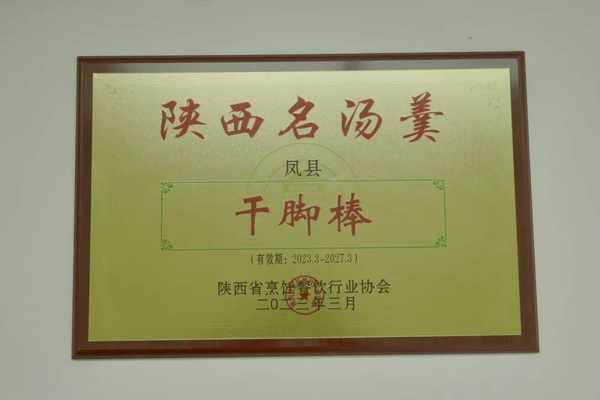 陕西名汤羹
凤县
干脚棒
(有效期：2023.3-2027.3)
陕西省烹饪餐饮行业协会
二〇二三年三月